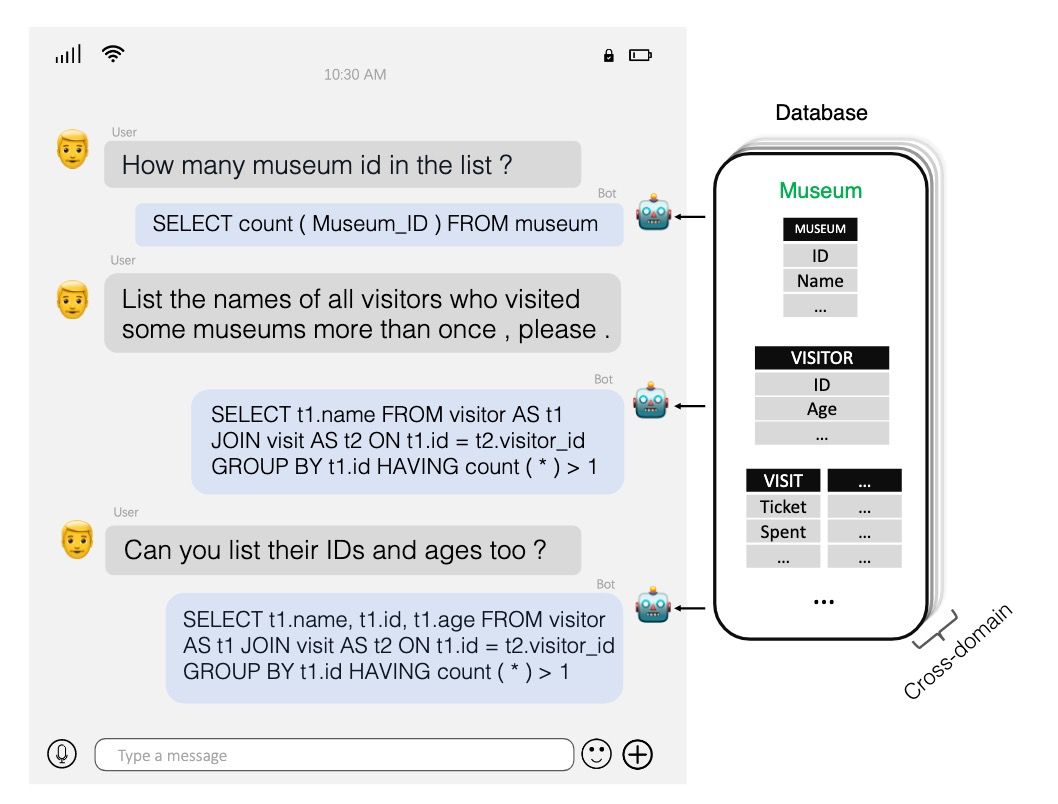 10:30 AM
User
How many museum id in the list ?
Bot
SELECT count ( Museum_ID ) FROM museum
User
List the names of all visitors who visited
some museums more than once , please .
Bot
SELECT t1.name FROM visitor AS t1
JOIN visit AS t2 ON t1.id = t2.visitor_id
GROUP BY t1.id HAVING count ( * ) > 1
User
Can you list their IDs and ages too ?
Bot
SELECT t1.name, t1.id, t1.age FROM visitor
AS t1 JOIN visit AS t2 ON t1.id = t2.visitor_id
GROUP BY t1.id HAVING count ( * ) > 1
Type a message
Database
Museum
MUSEUM
ID
Name
...
VISITOR
ID
Age
...
VISIT ...
Ticket ...
Spent ...
... ...
...
Cross-domain